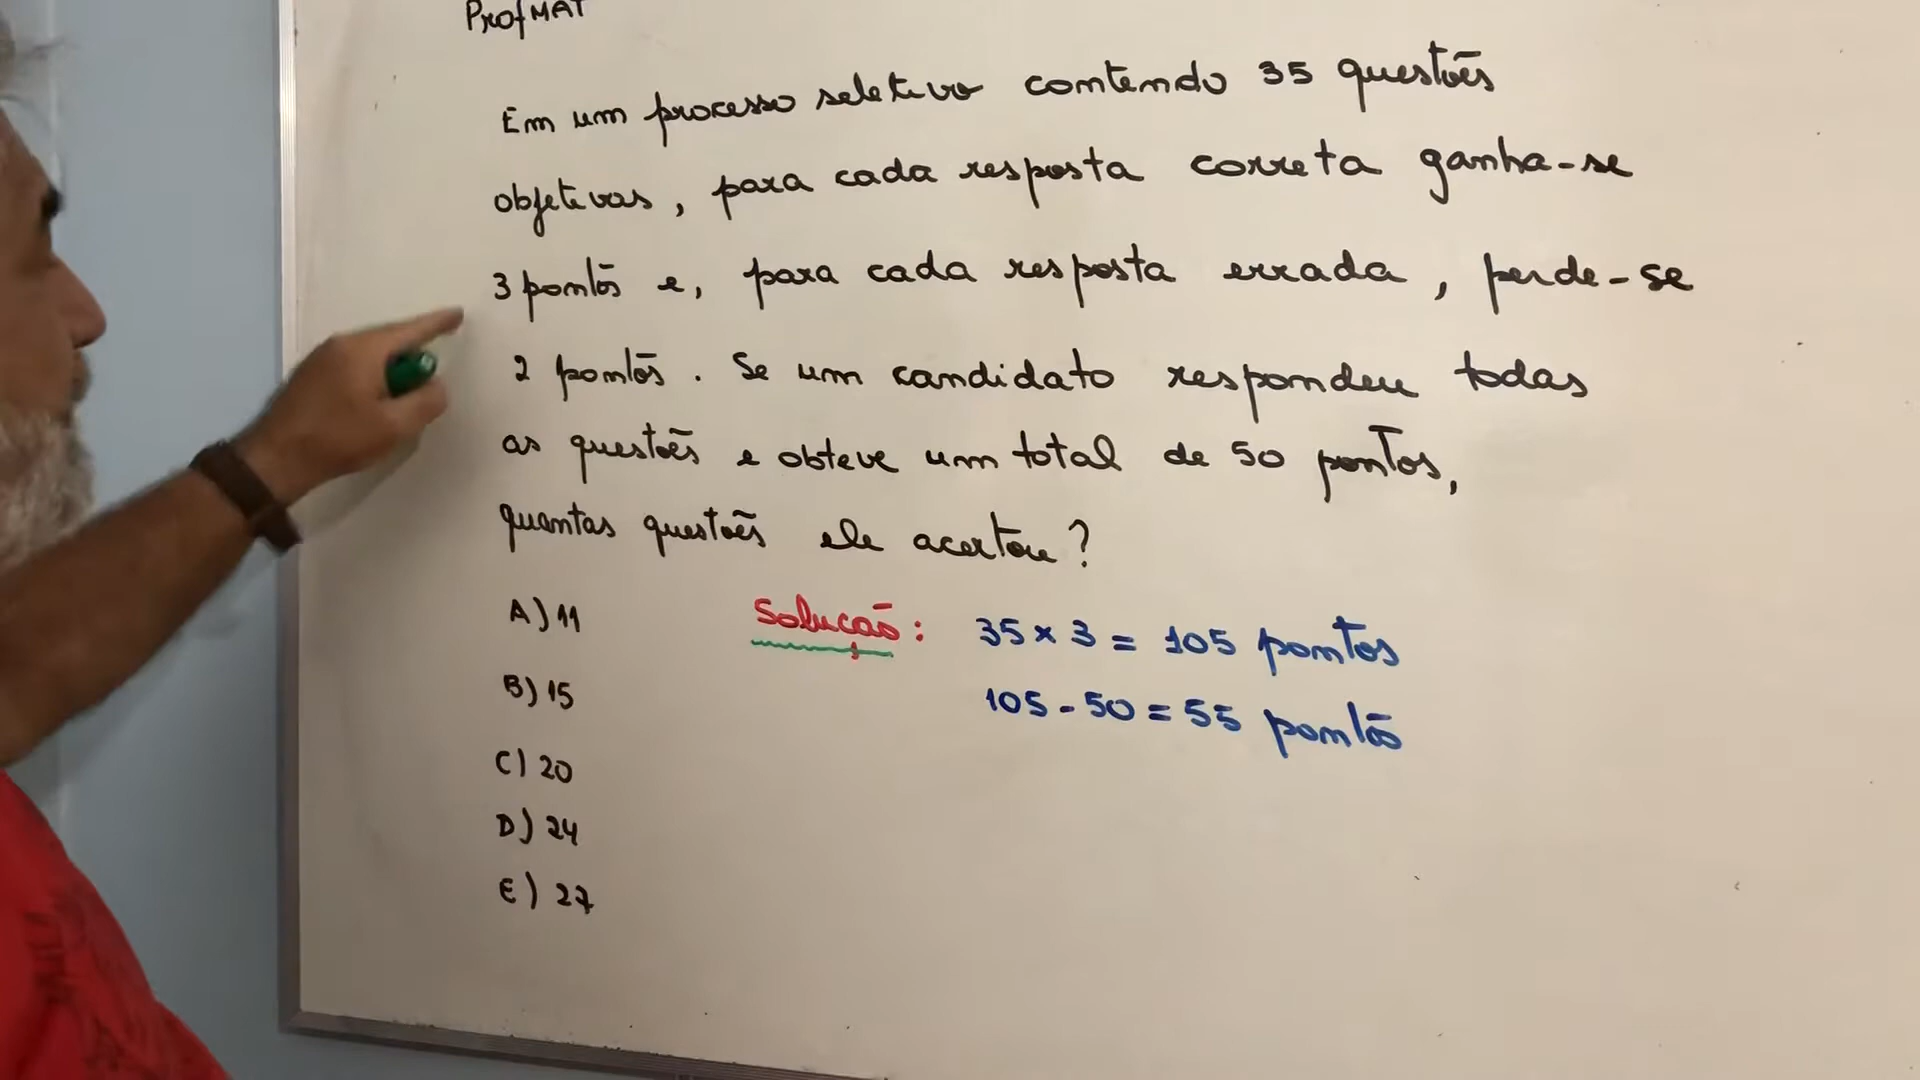 ProfMAT
Em um processo seletivo contendo 35 questões
objetivas, para cada resposta correta ganha-se
3 pontos e, para cada resposta errada, perde-se
2 pontos. Se um candidato respondeu todas
as questões e obteve um total de 50 pontos,
quantas questões ele acertou?
A) 11
Solução: 35 × 3 = 105 pontos
B) 15
105 - 50 = 55 pontos
C) 20
D) 24
E) 27